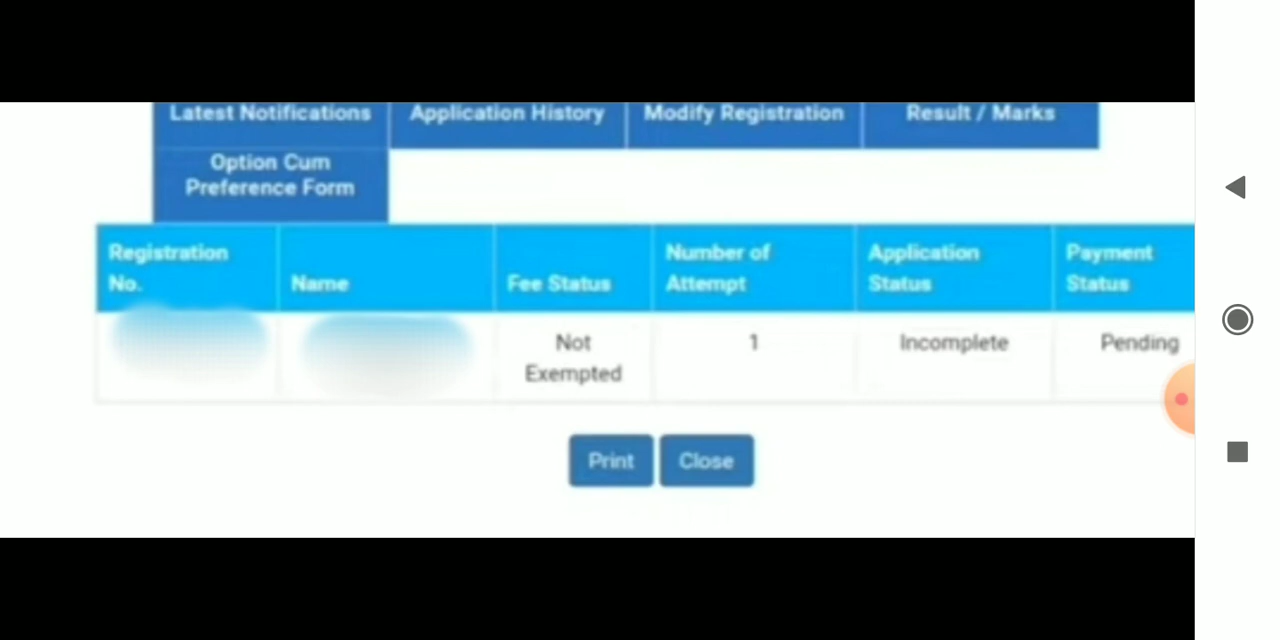 Latest Notifications
Application History
Modify Registration
Result / Marks
Option Cum
Preference Form
Registration
No.
Name
Fee Status
Number of
Attempt
Application
Status
Payment
Status
Not
Exempted
1
Incomplete
Pending
Print
Close